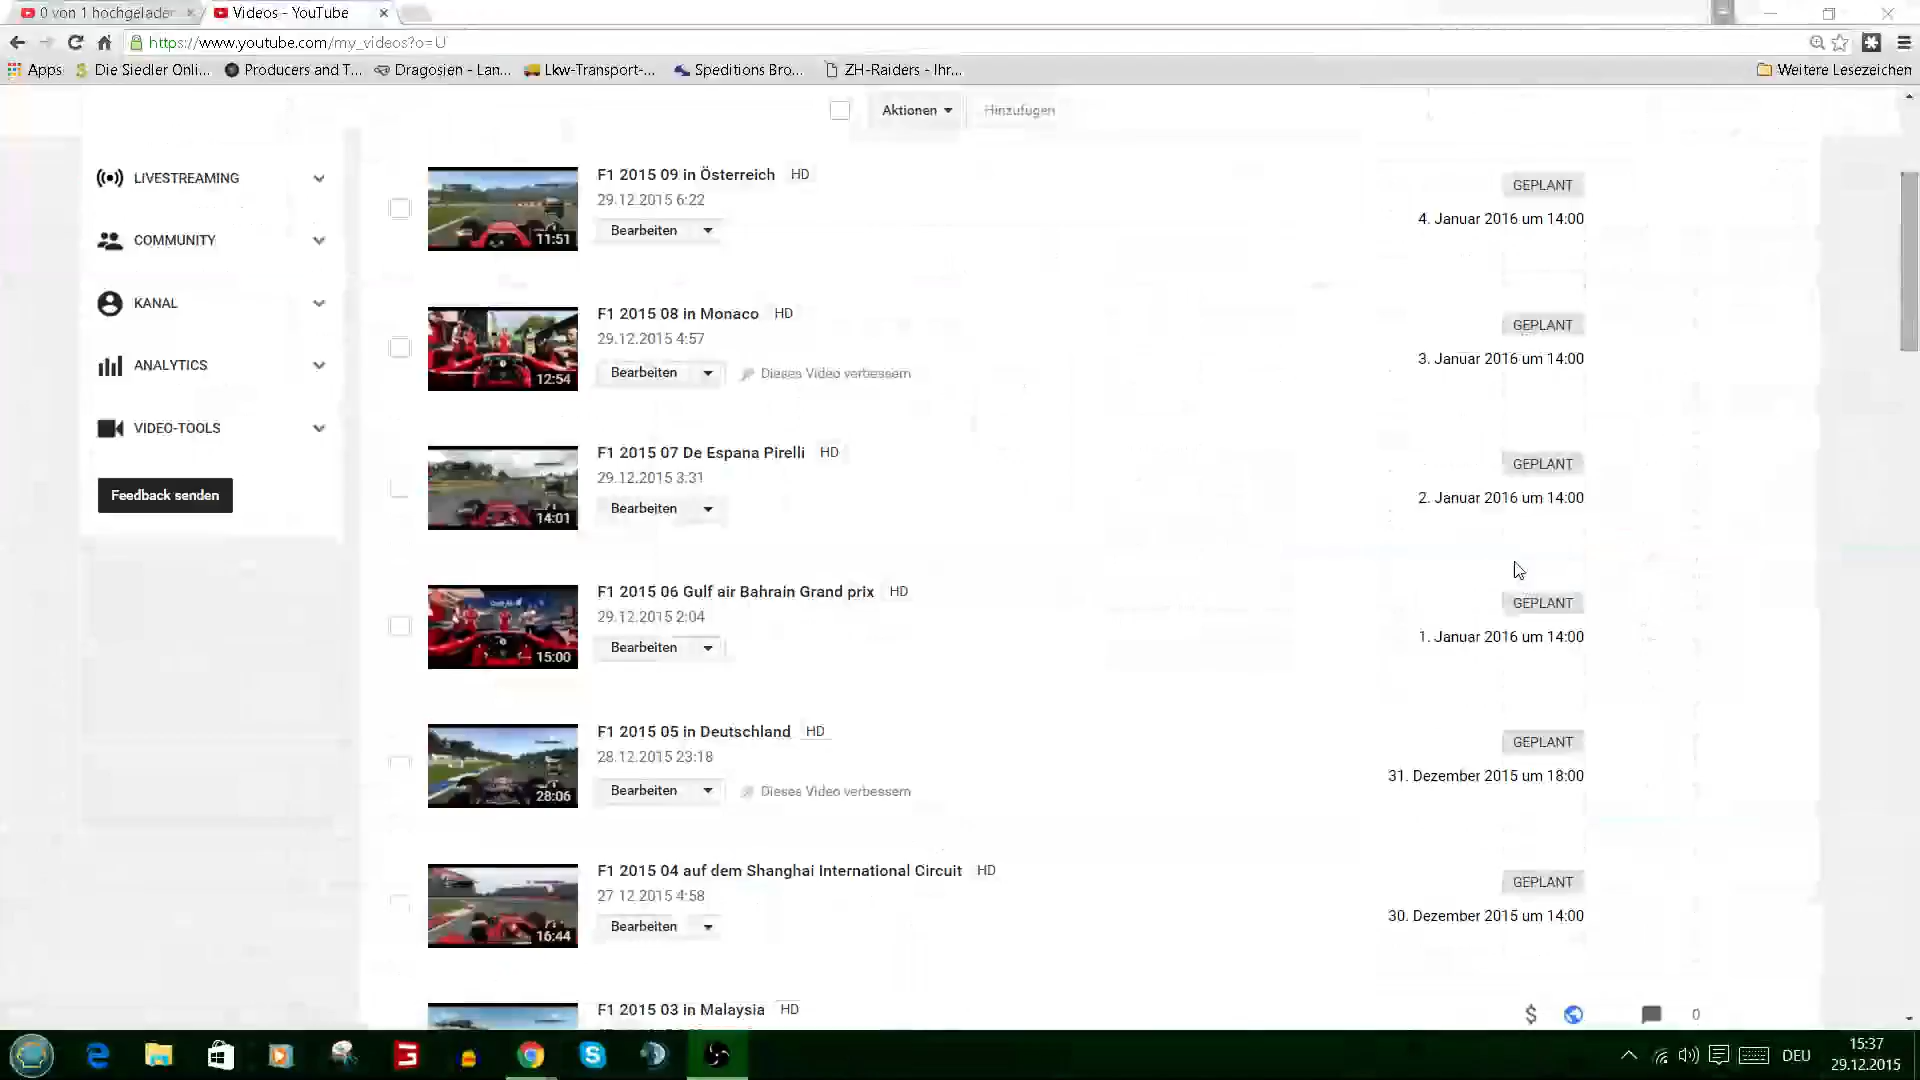 0 von 1 hochgelader
Videos - YouTube
https://www.youtube.com/my_videos?o=U
Apps
Die Siedler Onli...
Producers and T...
Dragosien - Lan...
Lkw-Transport-...
Speditions Bro...
ZH-Raiders - Ihr...
Weitere Lesezeichen
Aktionen
Hinzufügen
LIVESTREAMING
COMMUNITY
KANAL
ANALYTICS
VIDEO-TOOLS
Feedback senden
11:51
F1 2015 09 in Österreich HD
29.12.2015 6:22
Bearbeiten
GEPLANT
4. Januar 2016 um 14:00
12:54
F1 2015 08 in Monaco HD
29.12.2015 4:57
Bearbeiten
Dieses Video verbessern
GEPLANT
3. Januar 2016 um 14:00
14:01
F1 2015 07 De Espana Pirelli HD
29.12.2015 3:31
Bearbeiten
GEPLANT
2. Januar 2016 um 14:00
15:00
F1 2015 06 Gulf air Bahrain Grand prix HD
29.12.2015 2:04
Bearbeiten
GEPLANT
1. Januar 2016 um 14:00
28:06
F1 2015 05 in Deutschland HD
28.12.2015 23:18
Bearbeiten
Dieses Video verbessern
GEPLANT
31. Dezember 2015 um 18:00
16:44
F1 2015 04 auf dem Shanghai International Circuit HD
27.12.2015 4:58
Bearbeiten
GEPLANT
30. Dezember 2015 um 14:00
F1 2015 03 in Malaysia HD
$
0
DEU
15:37
29.12.2015